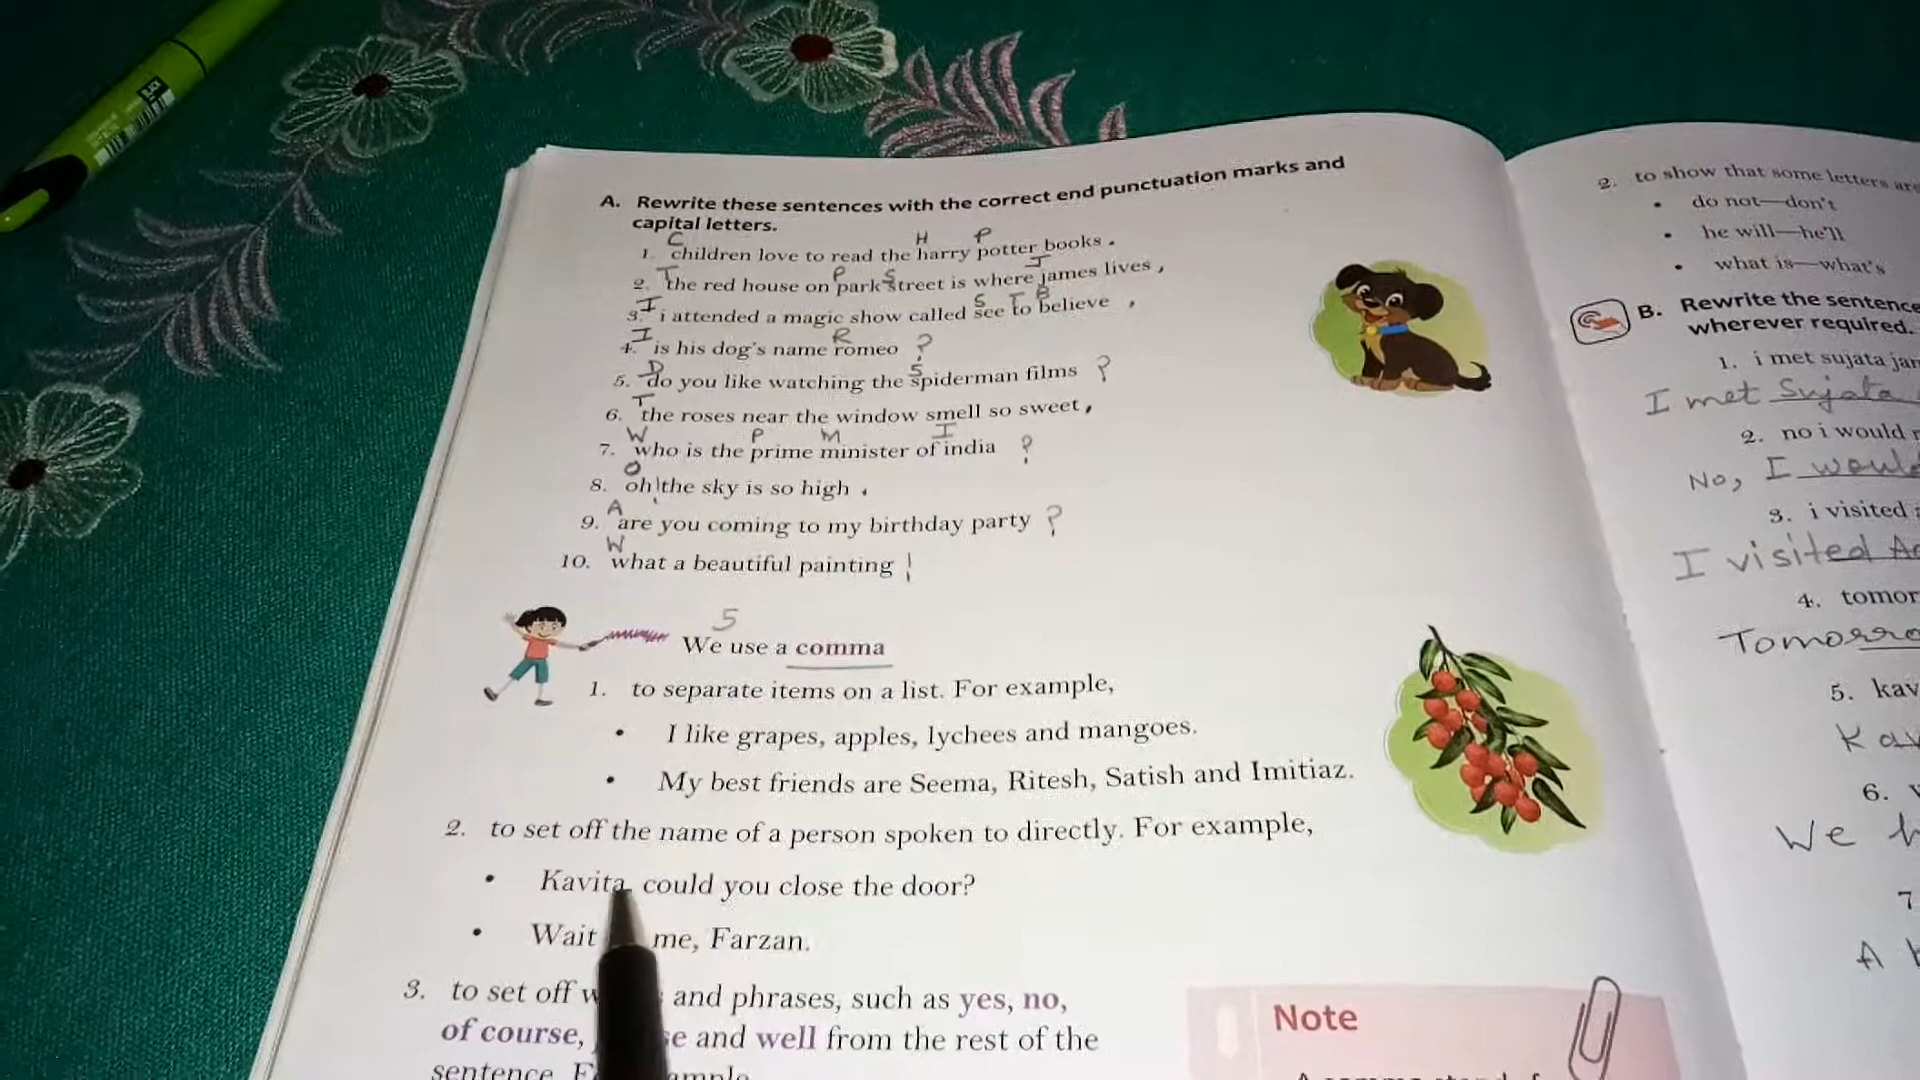 A. Rewrite these sentences with the correct end punctuation marks and
capital letters.
C H P
1. children love to read the harry potter books .
T P S J
2. the red house on park street is where james lives ,
I S T B
3. i attended a magic show called see to believe ,
I R
4. is his dog's name romeo ?
D S
5. do you like watching the spiderman films ?
T
6. the roses near the window smell so sweet ,
W P M I
7. who is the prime minister of india ?
O
8. oh ! the sky is so high .
A
9. are you coming to my birthday party ?
W
10. what a beautiful painting !
5
We use a comma
1. to separate items on a list. For example,
• I like grapes, apples, lychees and mangoes.
• My best friends are Seema, Ritesh, Satish and Imitiaz.
2. to set off the name of a person spoken to directly. For example,
• Kavita, could you close the door?
• Wait me, Farzan.
3. to set off and phrases, such as yes, no,
of course, and well from the rest of the
sentence.
Note
2. to show that some letters are
• do not—don't
• he will—he'll
• what is—what's
B. Rewrite the sentence
wherever required.
1. i met sujata
I met Sujata
2. no i would
No, I would
3. i visited
I visited
4.
5.
6.
We
7
A